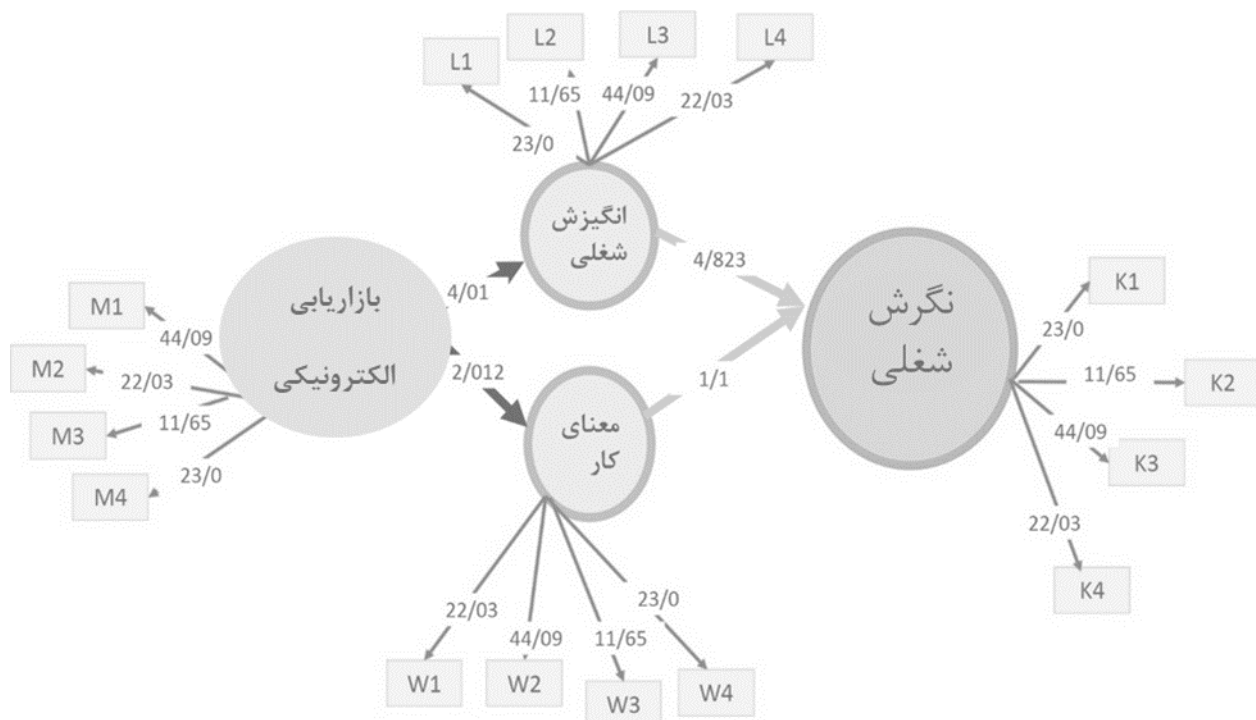 L1
L2
L3
L4
23/0
11/65
44/09
22/03
انگیزش
شغلی
4/01
4/823
بازاریابی
الکترونیکی
M1
M2
M3
M4
44/09
22/03
11/65
23/0
2/012
1/1
معنای
کار
22/03
44/09
11/65
23/0
W1
W2
W3
W4
نگرش
شغلی
23/0
11/65
44/09
22/03
K1
K2
K3
K4